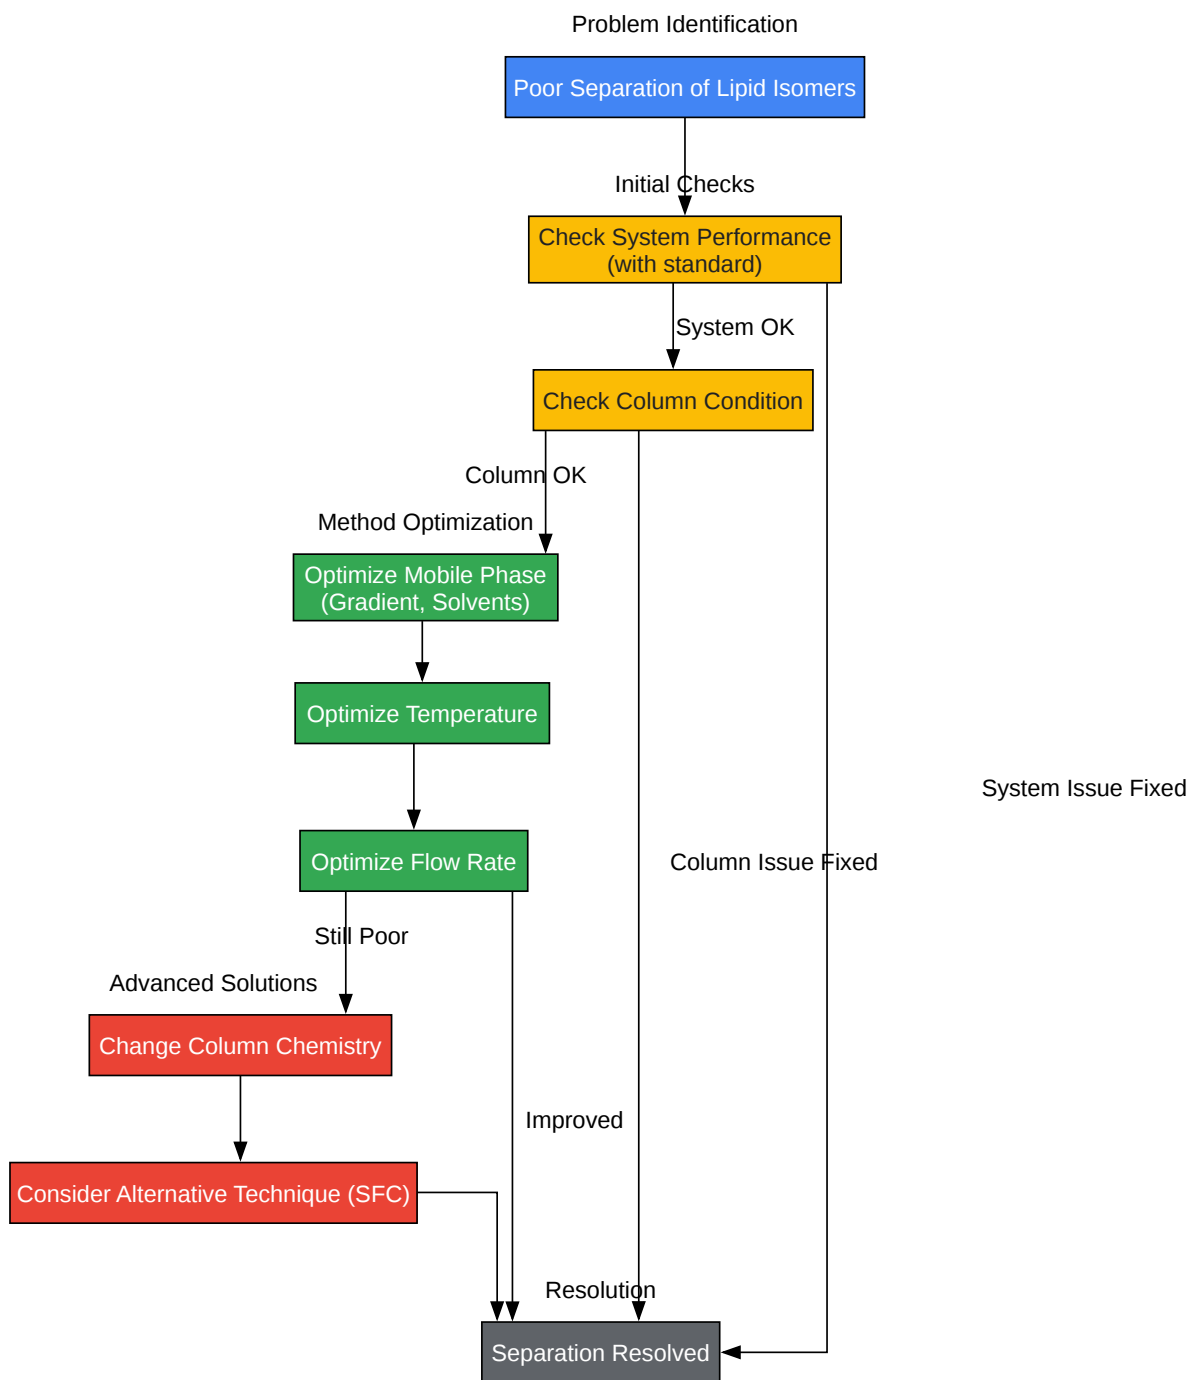 Problem Identification
Poor Separation of Lipid Isomers
Initial Checks
Check System Performance
(with standard)
System OK
Check Column Condition
Column OK
Method Optimization
Optimize Mobile Phase
(Gradient, Solvents)
Optimize Temperature
System Issue Fixed
Optimize Flow Rate
Column Issue Fixed
Still Poor
Advanced Solutions
Change Column Chemistry
Improved
Consider Alternative Technique (SFC)
Resolution
Separation Resolved